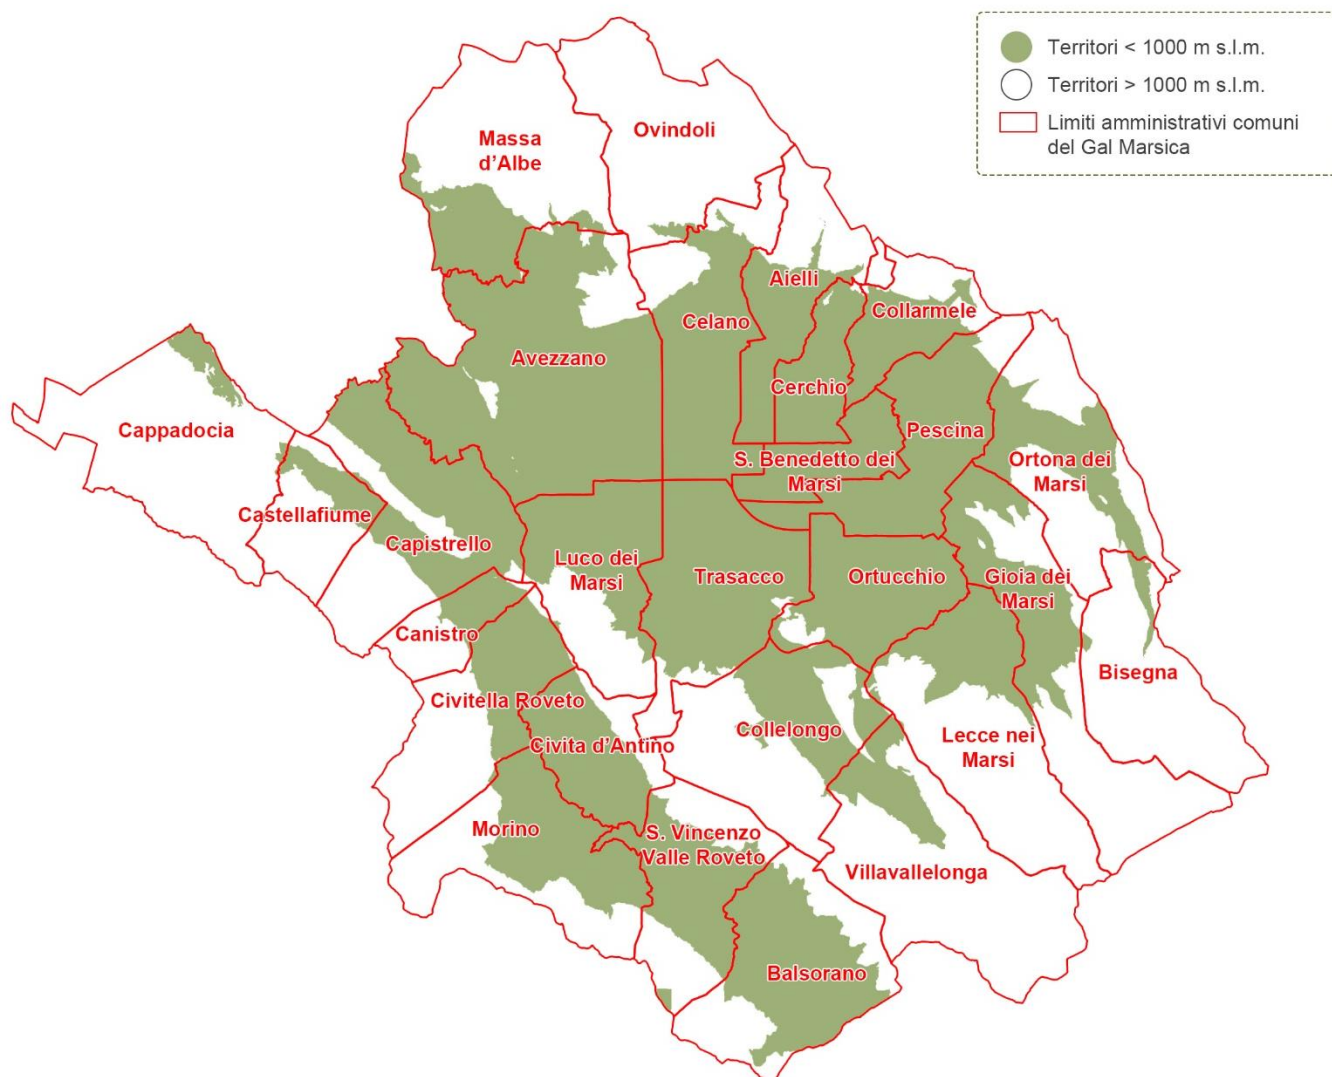 Territori < 1000 m s.l.m.
Territori > 1000 m s.l.m.
Limiti amministrativi comuni
del Gal Marsica
Massa
d'Albe
Ovindoli
Aielli
Collarmele
Celano
Avezzano
Cerchio
Cappadocia
Pescina
S. Benedetto dei
Marsi
Ortona dei
Marsi
Castellafiume
Capistrello
Luco dei
Marsi
Trasacco
Ortucchio
Gioia dei
Marsi
Canistro
Bisegna
Civitella Roveto
Civita d'Antino
Collelongo
Lecce nei
Marsi
Morino
S. Vincenzo
Valle Roveto
Villavallelonga
Balsorano